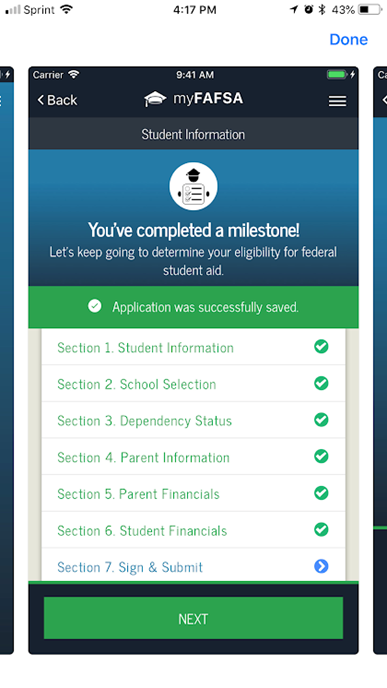 Sprint 4:17 PM 43%
Done
Carrier 9:41 AM
Back myFAFSA
Student Information
You've completed a milestone!
Let's keep going to determine your eligibility for federal
student aid.
Application was successfully saved.
Section 1. Student Information
Section 2. School Selection
Section 3. Dependency Status
Section 4. Parent Information
Section 5. Parent Financials
Section 6. Student Financials
Section 7. Sign & Submit
NEXT